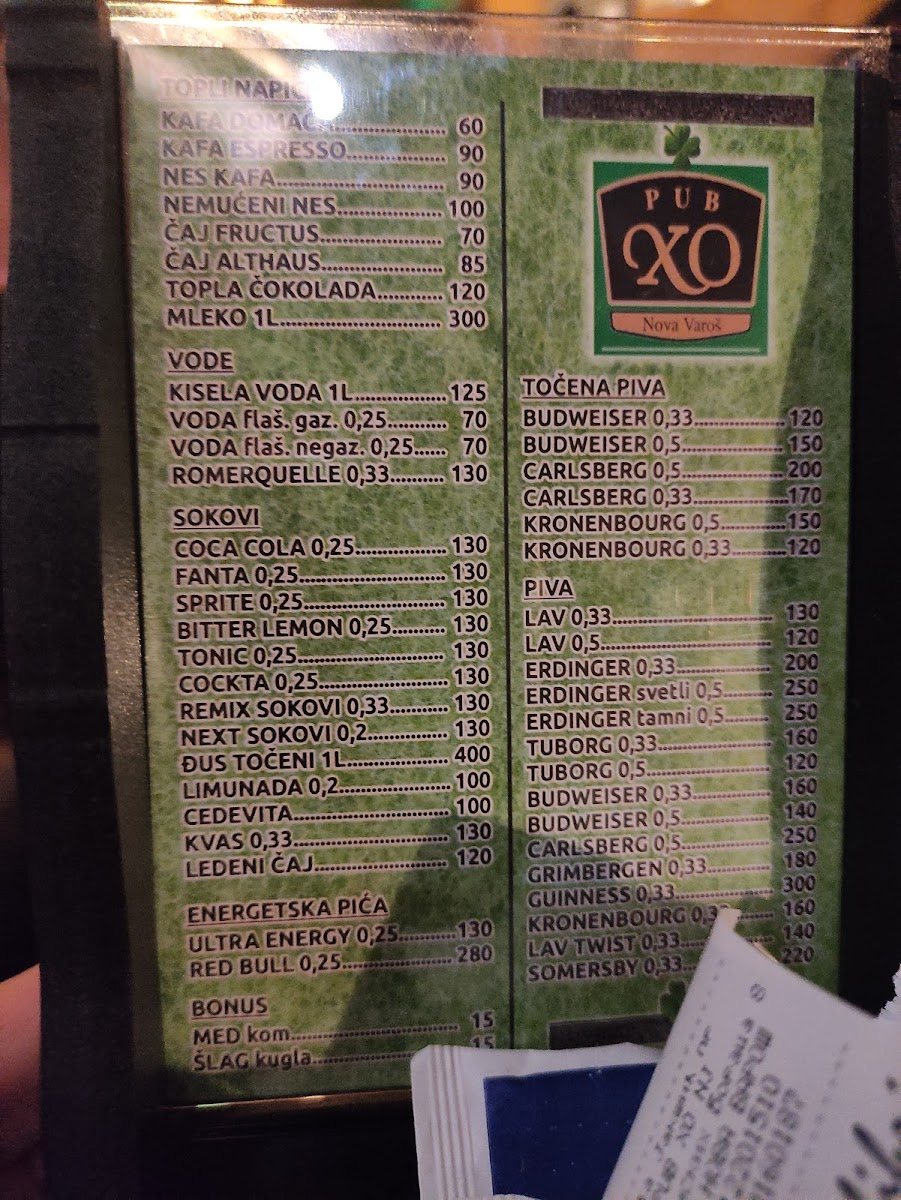 TOPLI NAPICI
KAFA DOMAĆA.................. 60
KAFA ESPRESSO................ 90
NES KAFA............................ 90
NEMUĆENI NES.................. 100
ČAJ FRUCTUS..................... 70
ČAJ ALTHAUS..................... 85
TOPLA ČOKOLADA............ 120
MLEKO 1L............................ 300
VODE
KISELA VODA 1L.................125
VODA flaš. gaz. 0,25........... 70
VODA flaš. negaz. 0,25...... 70
ROMERQUELLE 0,33.......... 130
SOKOVI
COCA COLA 0,25................. 130
FANTA 0,25........................... 130
SPRITE 0,25.......................... 130
BITTER LEMON 0,25.......... 130
TONIC 0,25........................... 130
COCKTA 0,25........................ 130
REMIX SOKOVI 0,33........... 130
NEXT SOKOVI 0,2............... 130
ĐUS TOČENI 1L................... 400
LIMUNADA 0,2..................... 100
CEDEVITA............................. 100
KVAS 0,33............................. 130
LEDENI ČAJ.......................... 120
ENERGETSKA PIĆA
ULTRA ENERGY 0,25...........130
RED BULL 0,25.....................280
BONUS
MED kom............................... 15
ŠLAG kugla............................ 15
PUB
XO
Nova Varoš
TOČENA PIVA
BUDWEISER 0,33.................120
BUDWEISER 0,5...................150
CARLSBERG 0,5...................200
CARLSBERG 0,33.................170
KRONENBOURG 0,5............150
KRONENBOURG 0,33..........120
PIVA
LAV 0,33.............................. 130
LAV 0,5................................ 120
ERDINGER 0,33.................. 200
ERDINGER svetli 0,5......... 250
ERDINGER tamni 0,5........ 250
TUBORG 0,33...................... 160
TUBORG 0,5........................ 120
BUDWEISER 0,33................ 160
BUDWEISER 0,5.................. 140
CARLSBERG 0,5.................. 250
GRIMBERGEN 0,33............ 180
GUINNESS 0,33................... 300
KRONENBOURG 0,33........ 160
LAV TWIST 0,33.................. 140
SOMERSBY 0,33................. 220